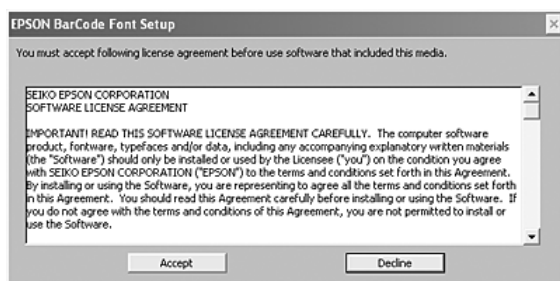 EPSON BarCode Font Setup
You must accept following license agreement before use software that included this media.
SEIKO EPSON CORPORATION
SOFTWARE LICENSE AGREEMENT
IMPORTANT! READ THIS SOFTWARE LICENSE AGREEMENT CAREFULLY. The computer software
product, fontware, typefaces and/or data, including any accompanying explanatory written materials
(the "Software") should only be installed or used by the Licensee ("you") on the condition you agree
with SEIKO EPSON CORPORATION ("EPSON") to the terms and conditions set forth in this Agreement.
By installing or using the Software, you are representing to agree all the terms and conditions set forth
in this Agreement. You should read this Agreement carefully before installing or using the Software. If
you do not agree with the terms and conditions of this Agreement, you are not permitted to install or
use the Software.
Accept
Decline